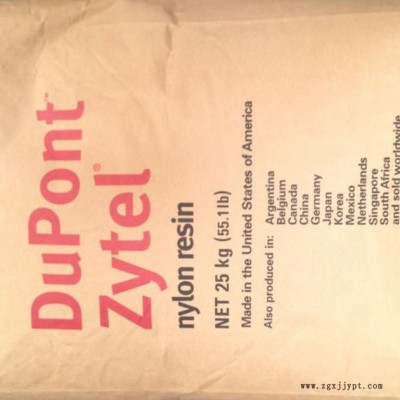 DuPont™
Zytel®
nylon resin
NET 25 kg (55.1lb)
Made in the United States of America
Also produced in: Argentina
Belgium
Canada
China
Germany
Japan
Korea
Mexico
Netherlands
Singapore
South Africa
and sold worldwide
www.zgxjjypt.com